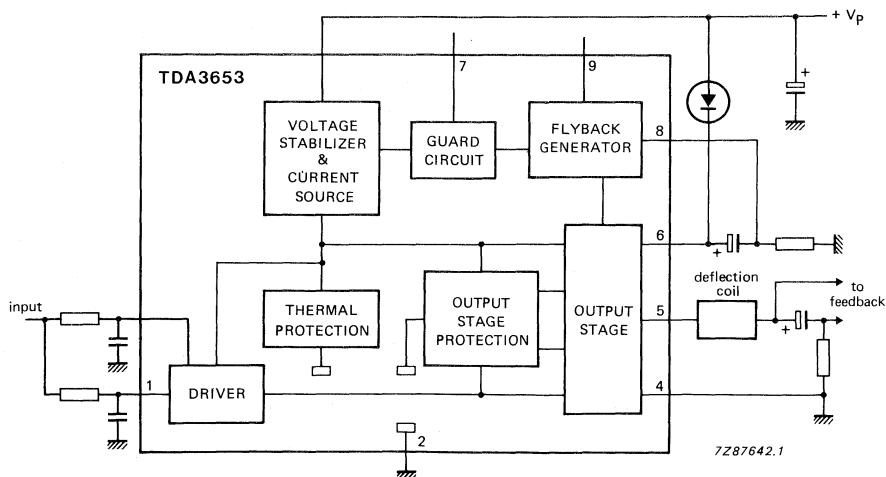 + VP
TDA3653
7
9
VOLTAGE
STABILIZER
&
CURRENT
SOURCE
GUARD
CIRCUIT
FLYBACK
GENERATOR
8
6
+
+
+
deflection
coil
to
feedback
input
THERMAL
PROTECTION
OUTPUT
STAGE
PROTECTION
OUTPUT
STAGE
5
1
DRIVER
4
2
7Z87642.1